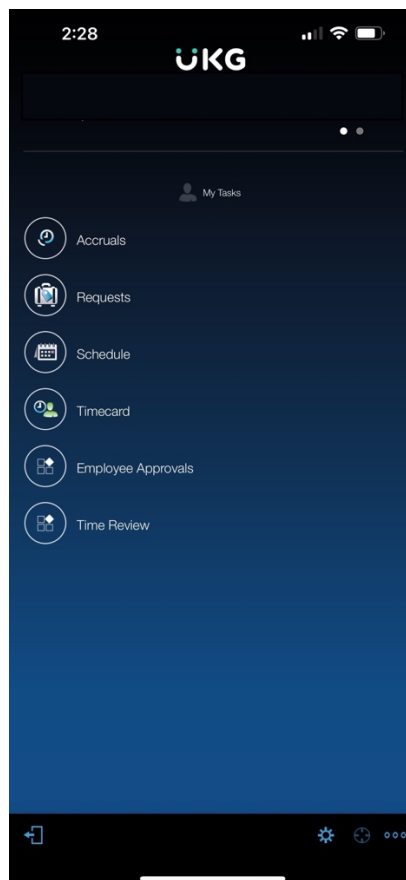 2:28
UKG
My Tasks
Accruals
Requests
Schedule
Timecard
Employee Approvals
Time Review